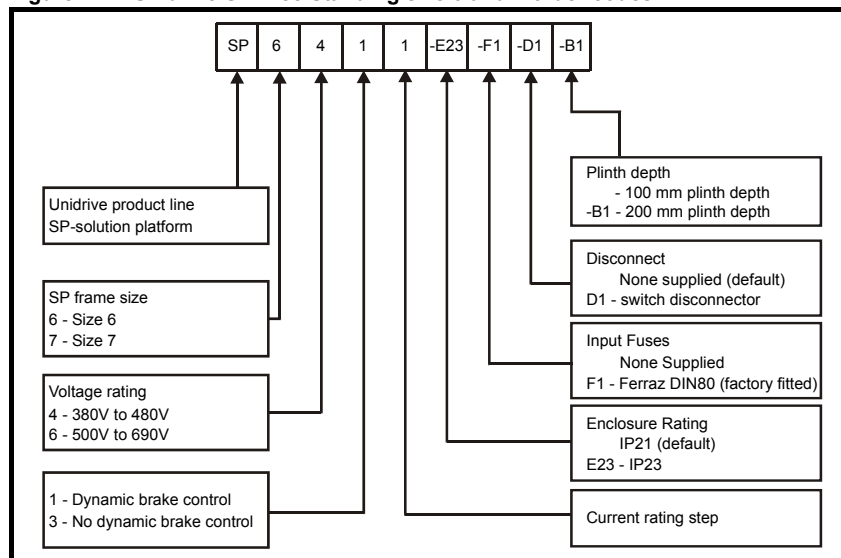 SP 6 4 1 1 -E23 -F1 -D1 -B1
Unidrive product line
SP-solution platform
SP frame size
6 - Size 6
7 - Size 7
Voltage rating
4 - 380V to 480V
6 - 500V to 690V
1 - Dynamic brake control
3 - No dynamic brake control
Plinth depth
- 100 mm plinth depth
-B1 - 200 mm plinth depth
Disconnect
None supplied (default)
D1 - switch disconnector
Input Fuses
None Supplied
F1 - Ferraz DIN80 (factory fitted)
Enclosure Rating
IP21 (default)
E23 - IP23
Current rating step